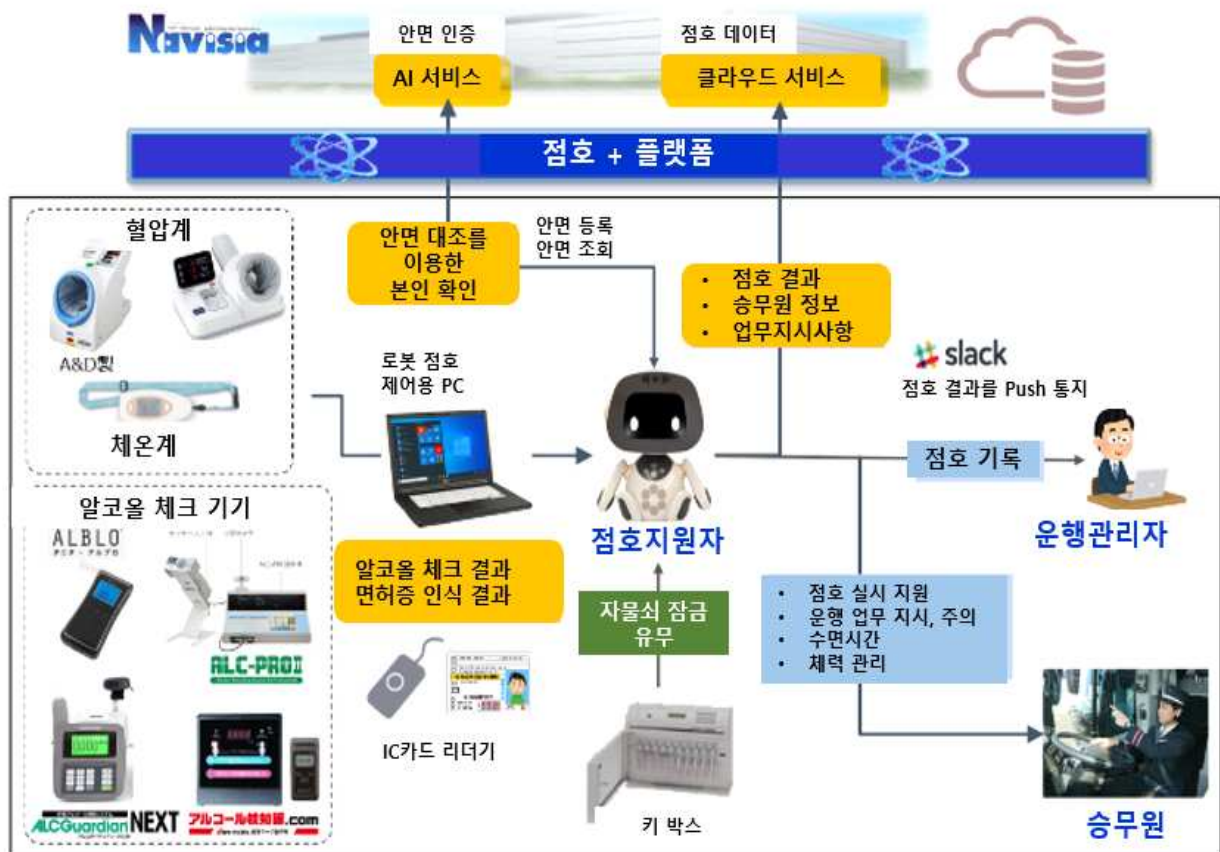 Navisia
안면 인증
점호 데이터
AI 서비스
클라우드 서비스
점호 + 플랫폼
혈압계
A&D製
체온계
안면 대조를
이용한
본인 확인
안면 등록
안면 조회
• 점호 결과
• 승무원 정보
• 업무지시사항
로봇 점호
제어용 PC
slack
점호 결과를 Push 통지
점호 기록
점호지원자
운행관리자
알코올 체크 기기
ALBLO
タニタ・アルブロ
ALC-PROⅡ
ALCGuardian NEXT
アルコール検知器.com
알코올 체크 결과
면허증 인식 결과
IC카드 리더기
자물쇠 잠금
유무
키 박스
• 점호 실시 지원
• 운행 업무 지시, 주의
• 수면시간
• 체력 관리
승무원